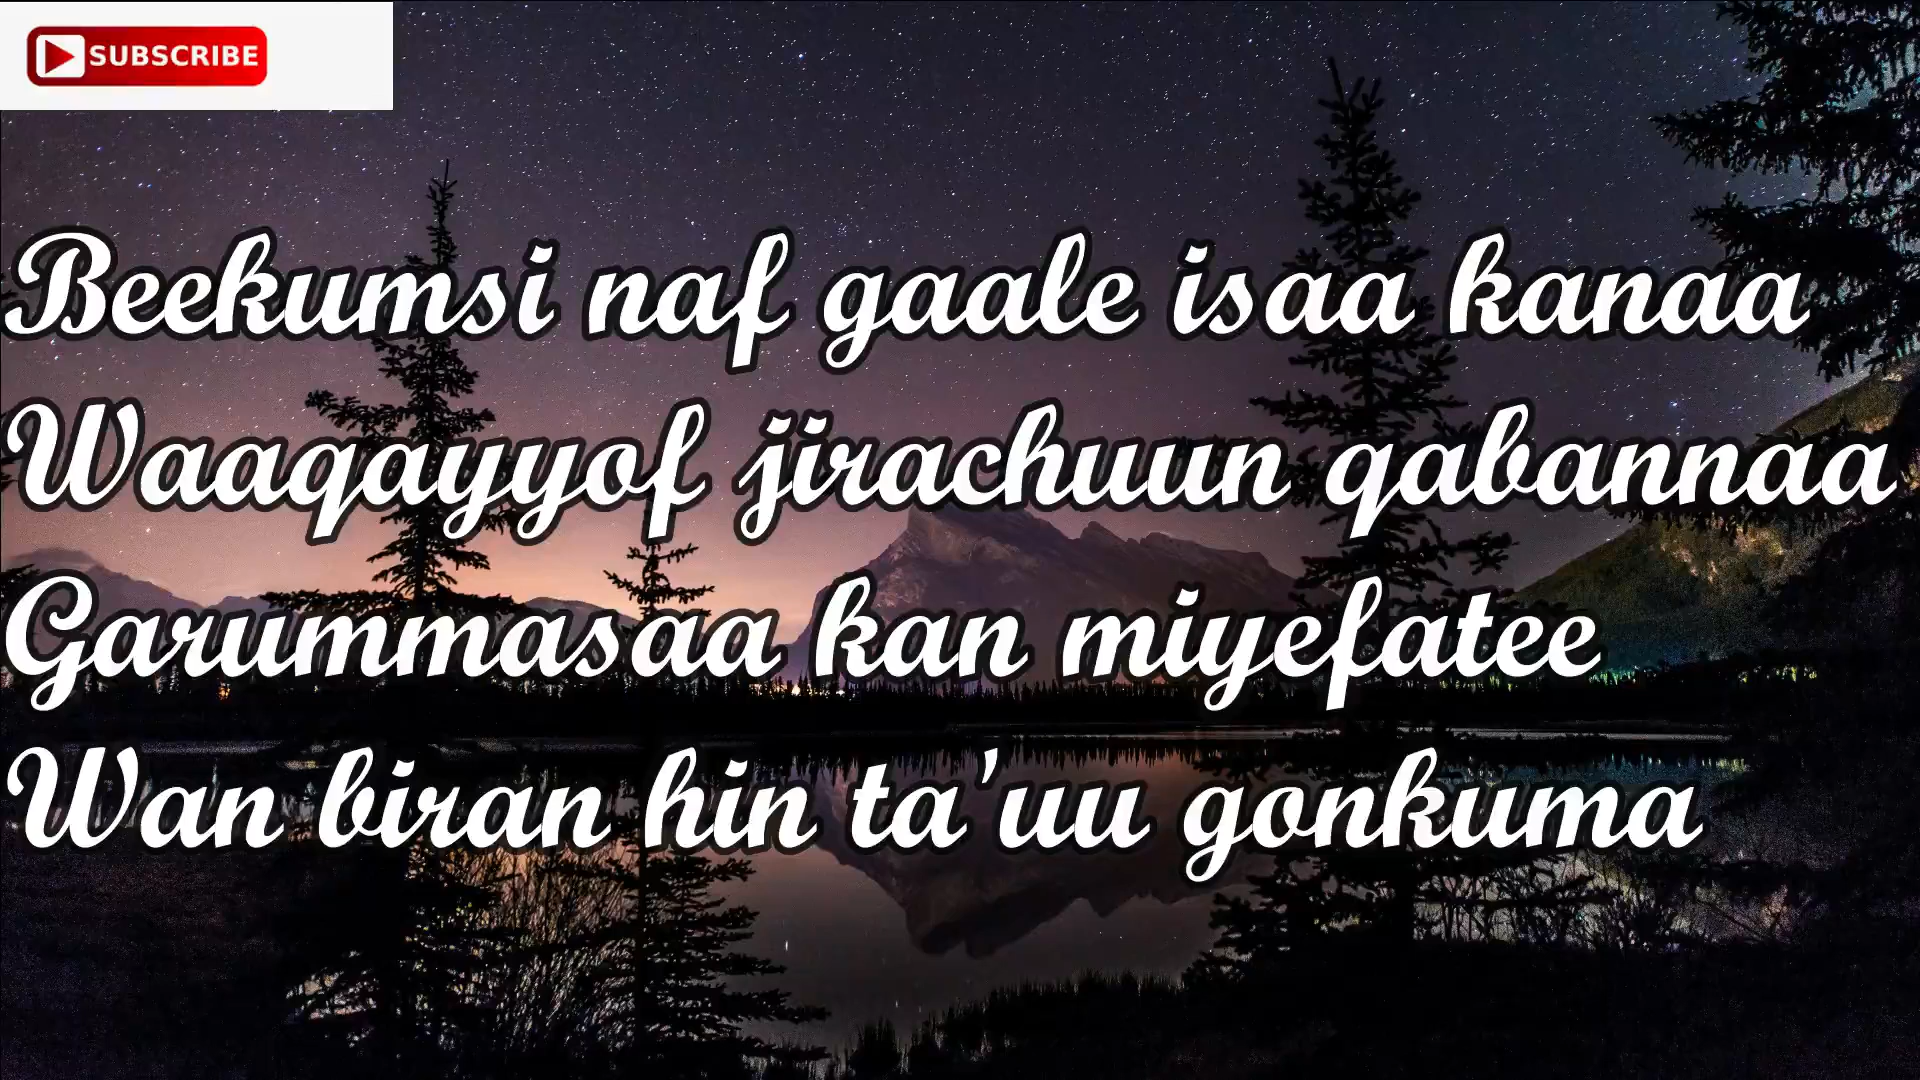 SUBSCRIBE
Beekumsi naf gaale isaa kanaa
Waaqayyof jirachuun qabannaa
Garummasaa kan miyefatee
Wan biran hin ta'uu gonkuma